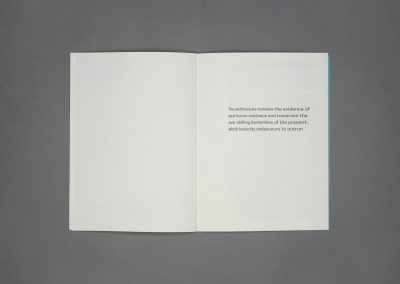 The architecture remains the evidence of
past human existence and traverses the
ever-shifting borderlines of the present,
which humanity endeavours to outrun